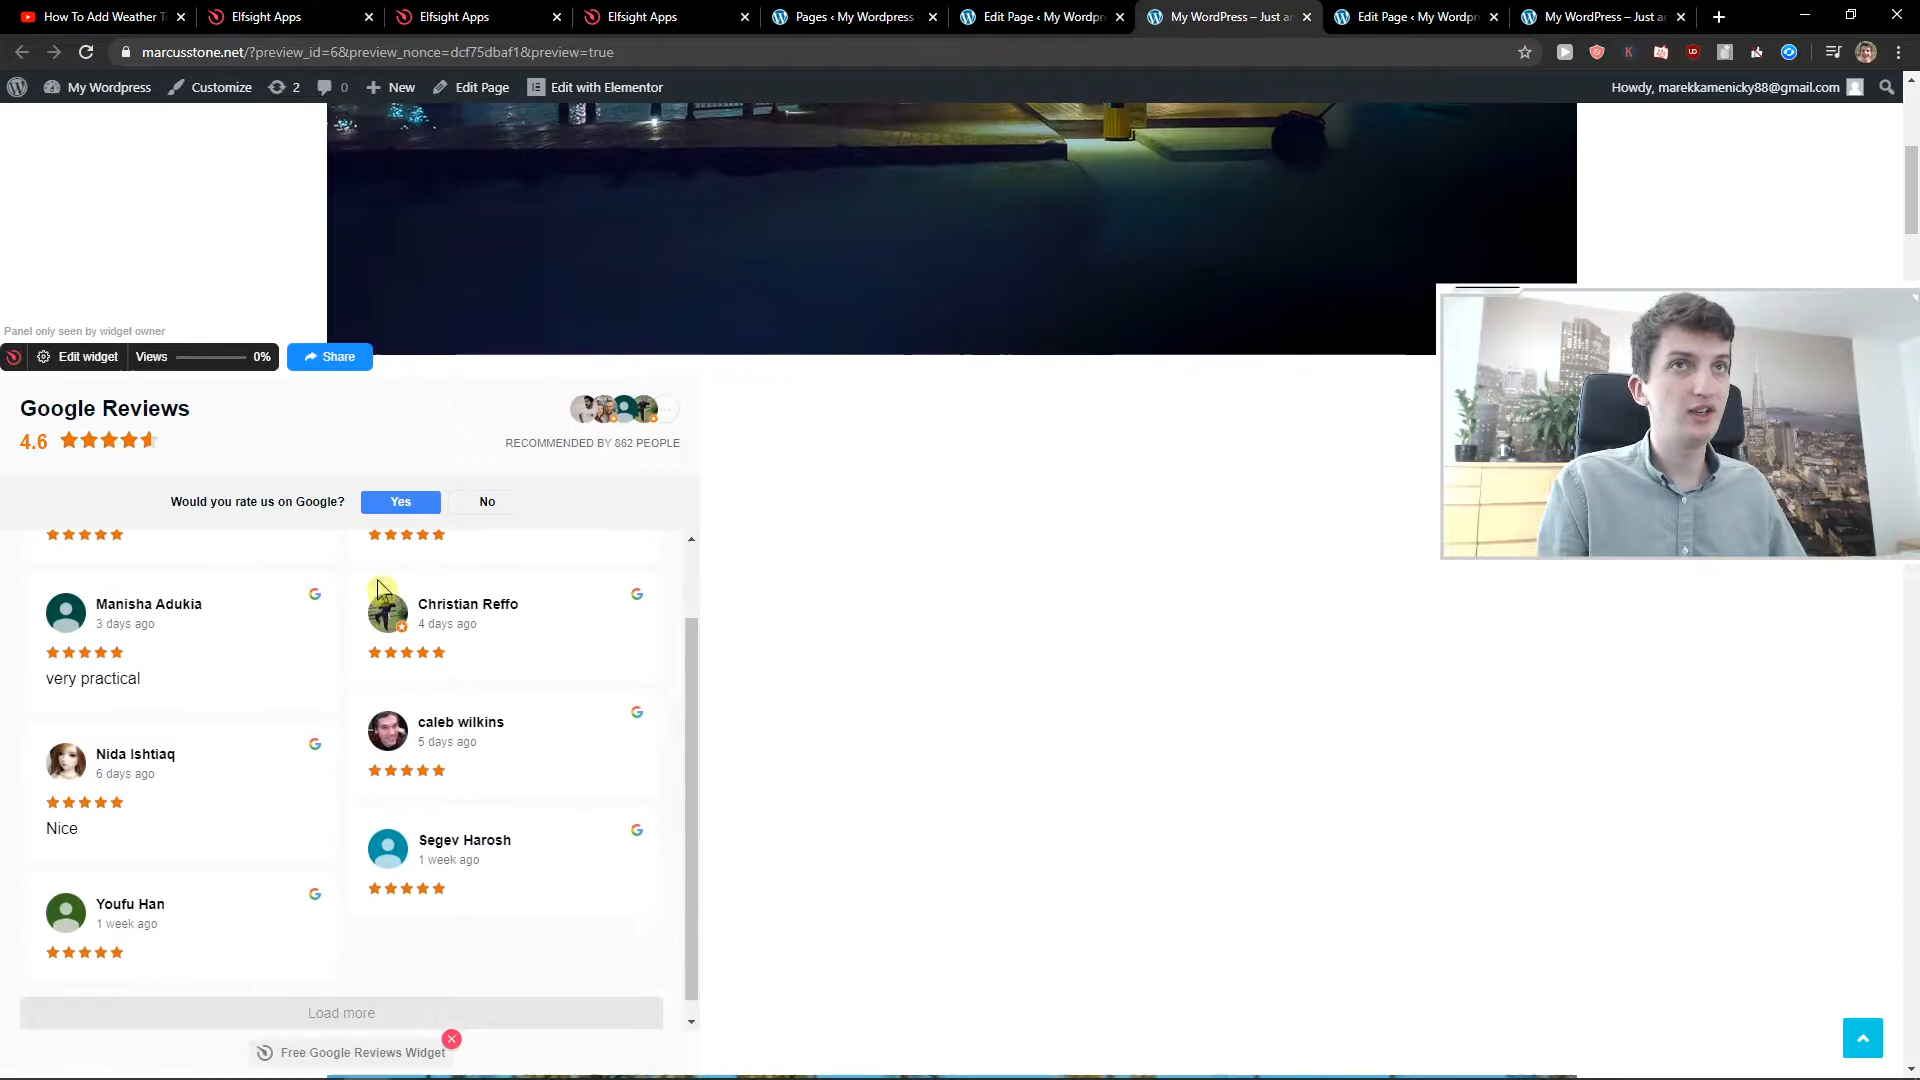 How To Add Weather T
Elfsight Apps
Elfsight Apps
Elfsight Apps
Pages ‹ My Wordpress
Edit Page ‹ My Wordpr
My WordPress – Just a
Edit Page ‹ My Wordpr
My WordPress – Just a
marcusstone.net/?preview_id=6&preview_nonce=dcf75dbaf1&preview=true
My Wordpress
Customize
2
0
New
Edit Page
Edit with Elementor
Howdy, marekkamenicky88@gmail.com
Panel only seen by widget owner
Edit widget
Views
0%
Share
Google Reviews
4.6
RECOMMENDED BY 862 PEOPLE
Would you rate us on Google?
Yes
No
Manisha Adukia
3 days ago
very practical
Christian Reffo
4 days ago
caleb wilkins
5 days ago
Nida Ishtiaq
6 days ago
Nice
Segev Harosh
1 week ago
Youfu Han
1 week ago
Load more
Free Google Reviews Widget